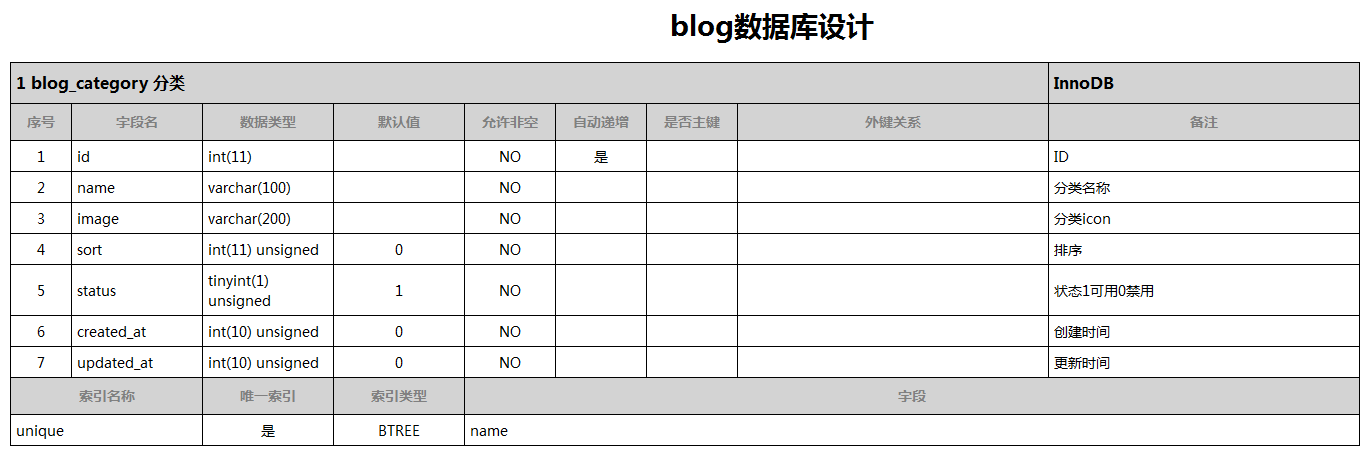 blog数据库设计
1 blog_category 分类 InnoDB
序号 字段名 数据类型 默认值 允许非空 自动递增 是否主键 外键关系 备注
1 id int(11) NO 是 ID
2 name varchar(100) NO 分类名称
3 image varchar(200) NO 分类icon
4 sort int(11) unsigned 0 NO 排序
5 status tinyint(1) unsigned 1 NO 状态1可用0禁用
6 created_at int(10) unsigned 0 NO 创建时间
7 updated_at int(10) unsigned 0 NO 更新时间
索引名称 唯一索引 索引类型 字段
unique 是 BTREE name